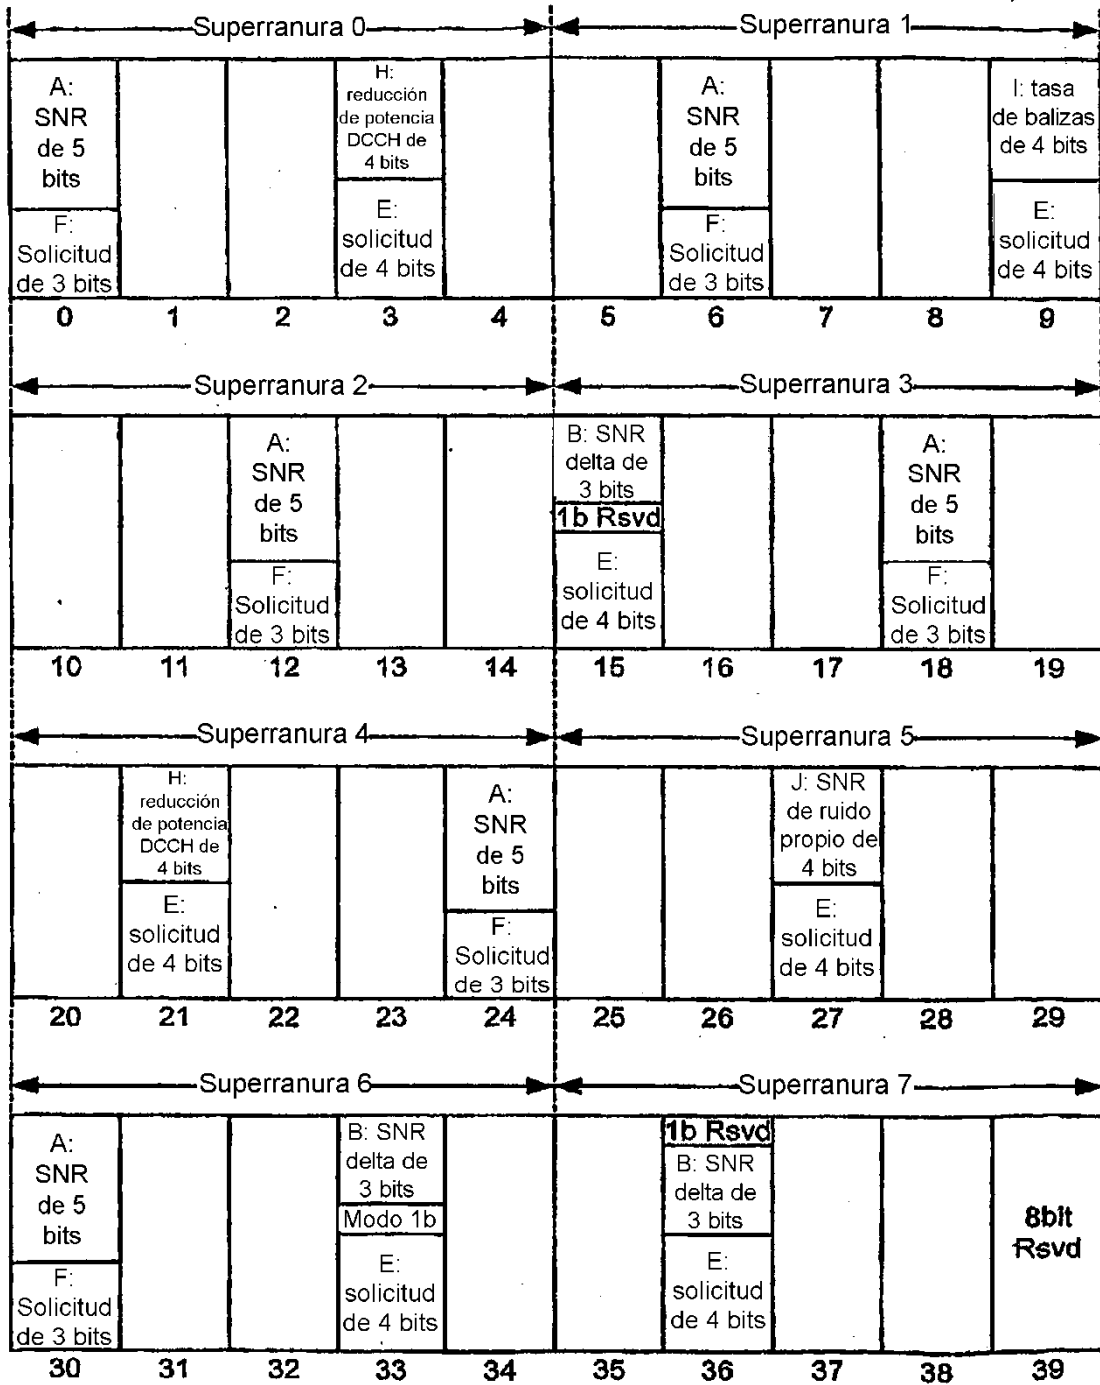 Superranura 0
Superranura 1
A:
SNR
de 5
bits
F:
Solicitud
de 3 bits
H:
reducción
de potencia
DCCH de
4 bits
E:
solicitud
de 4 bits
A:
SNR
de 5
bits
F:
Solicitud
de 3 bits
I: tasa
de balizas
de 4 bits
E:
solicitud
de 4 bits
0 1 2 3 4 5 6 7 8 9
Superranura 2
Superranura 3
A:
SNR
de 5
bits
F:
Solicitud
de 3 bits
B: SNR
delta de
3 bits
1b Rsvd
E:
solicitud
de 4 bits
A:
SNR
de 5
bits
F:
Solicitud
de 3 bits
10 11 12 13 14 15 16 17 18 19
Superranura 4
Superranura 5
H:
reducción
de potencia
DCCH de
4 bits
E:
solicitud
de 4 bits
A:
SNR
de 5
bits
F:
Solicitud
de 3 bits
J: SNR
de ruido
propio de
4 bits
E:
solicitud
de 4 bits
20 21 22 23 24 25 26 27 28 29
Superranura 6
Superranura 7
A:
SNR
de 5
bits
F:
Solicitud
de 3 bits
B: SNR
delta de
3 bits
Modo 1b
E:
solicitud
de 4 bits
1b Rsvd
B: SNR
delta de
3 bits
E:
solicitud
de 4 bits
8bit
Rsvd
30 31 32 33 34 35 36 37 38 39